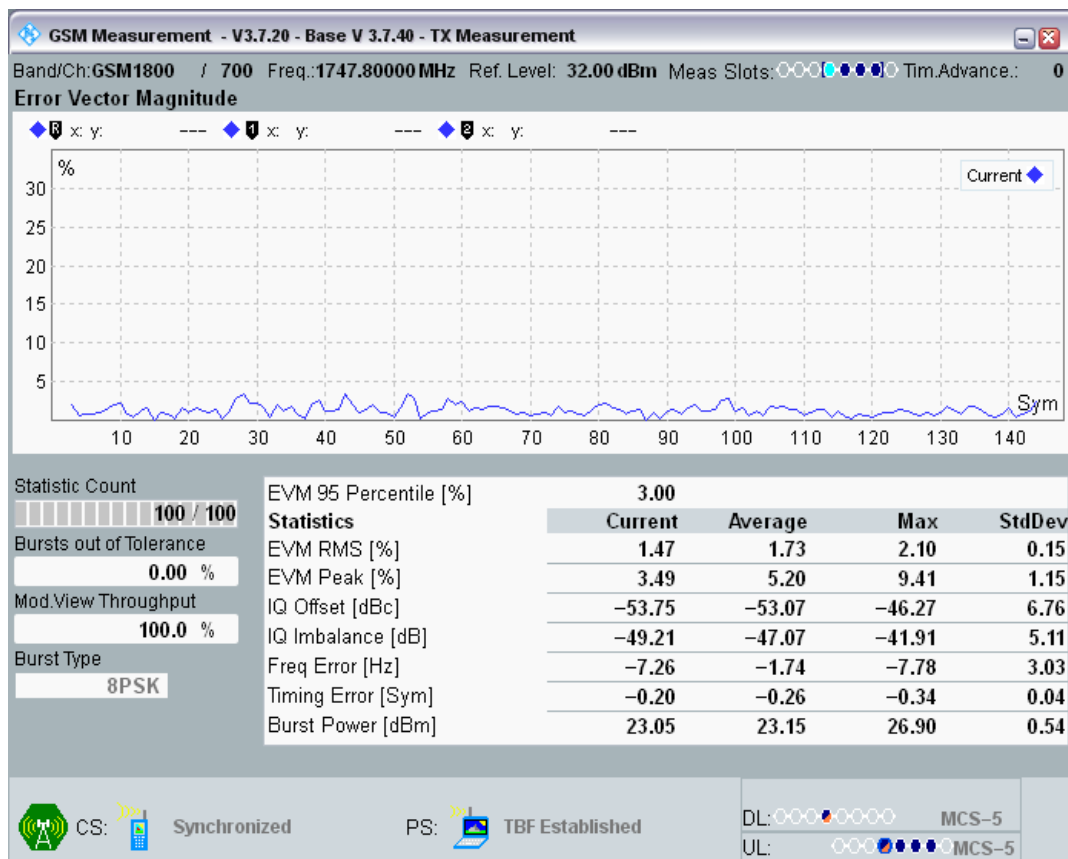 GSM Measurement - V3.7.20 - Base V 3.7.40 - TX Measurement
Band/Ch:GSM1800 / 700 Freq.:1747.80000 MHz Ref. Level: 32.00 dBm Meas Slots: Tim.Advance.: 0
Error Vector Magnitude
R x: y: --- 1 x: y: --- 2 x: y: ---
%
Current
30
25
20
15
10
5
Sym
10 20 30 40 50 60 70 80 90 100 110 120 130 140
Statistic Count
100 / 100
Bursts out of Tolerance
0.00 %
Mod.View Throughput
100.0 %
Burst Type
8PSK
EVM 95 Percentile [%] 3.00
Statistics Current Average Max StdDev
EVM RMS [%] 1.47 1.73 2.10 0.15
EVM Peak [%] 3.49 5.20 9.41 1.15
IQ Offset [dBc] −53.75 −53.07 −46.27 6.76
IQ Imbalance [dB] −49.21 −47.07 −41.91 5.11
Freq Error [Hz] −7.26 −1.74 −7.78 3.03
Timing Error [Sym] −0.20 −0.26 −0.34 0.04
Burst Power [dBm] 23.05 23.15 26.90 0.54
CS: Synchronized PS: TBF Established
DL: MCS−5
UL: MCS−5